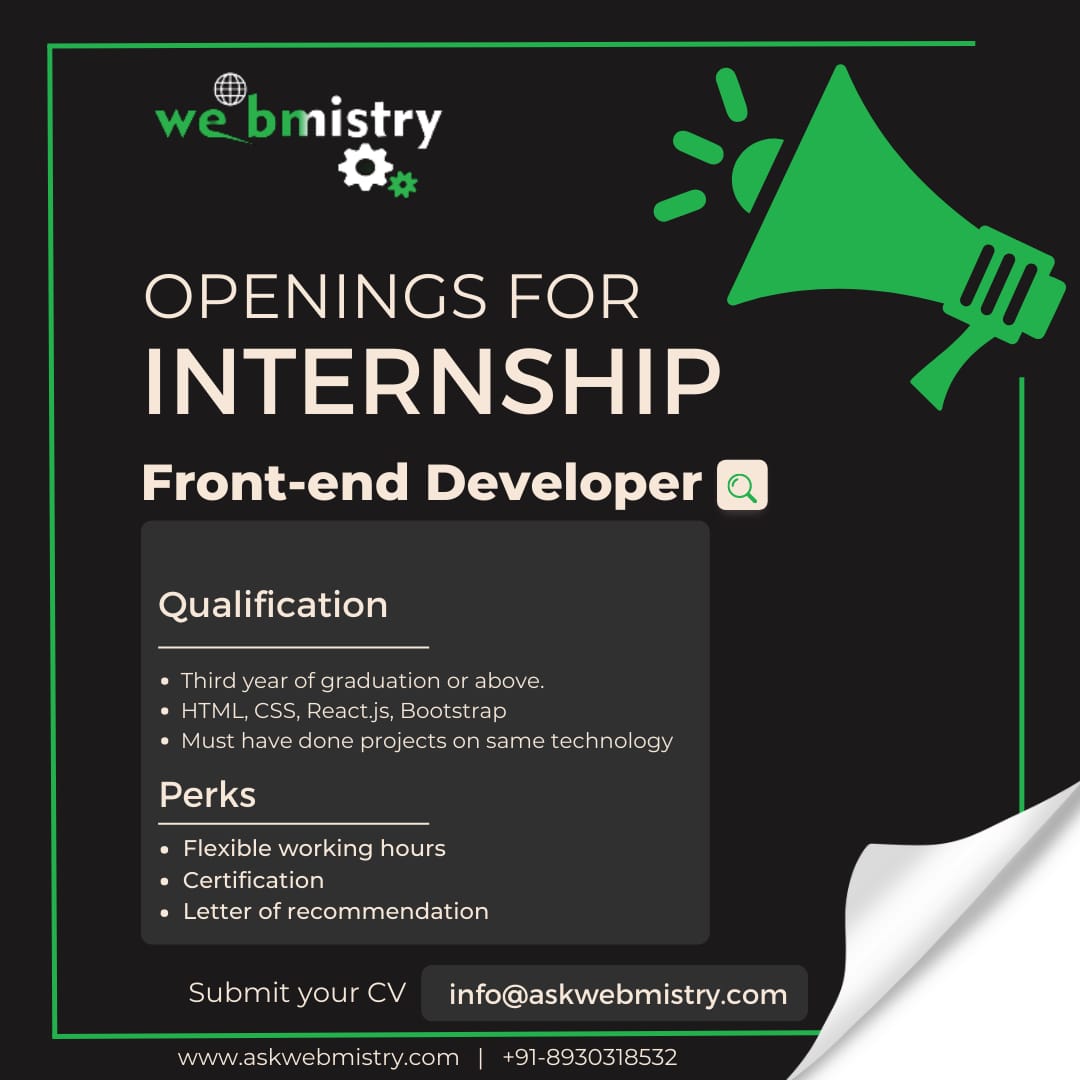 webmistry
OPENINGS FOR
INTERNSHIP
Front-end Developer
Qualification
Third year of graduation or above.
HTML, CSS, React.js, Bootstrap
Must have done projects on same technology
Perks
Flexible working hours
Certification
Letter of recommendation
Submit your CV info@askwebmistry.com
www.askwebmistry.com | +91-8930318532